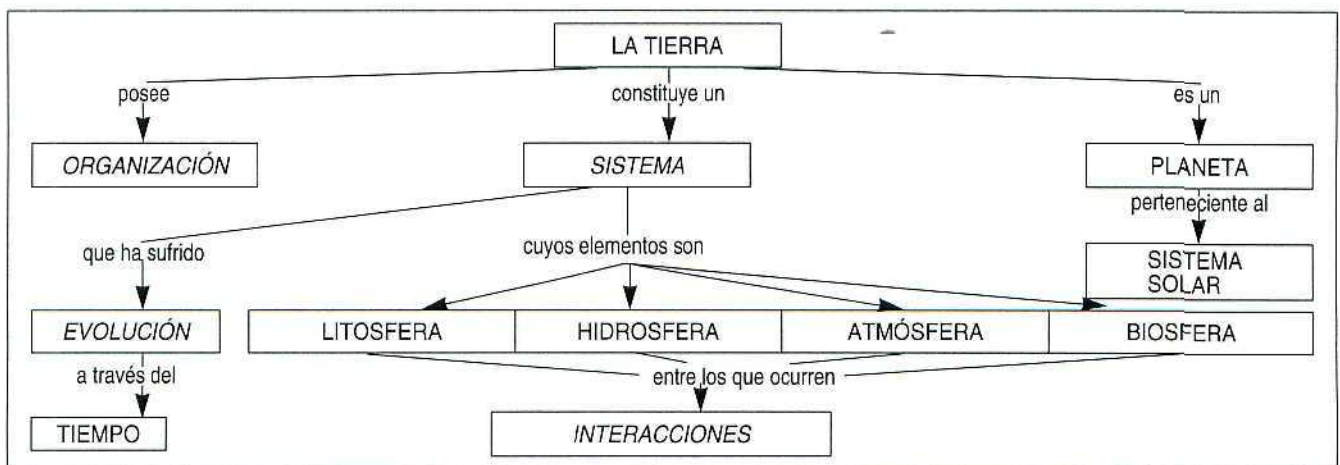 LA TIERRA
posee
constituye un
es un
ORGANIZACIÓN
SISTEMA
PLANETA
perteneciente al
que ha sufrido
cuyos elementos son
SISTEMA
SOLAR
EVOLUCIÓN
LITOSFERA
HIDROSFERA
ATMÓSFERA
BIOSFERA
a través del
entre los que ocurren
TIEMPO
INTERACCIONES